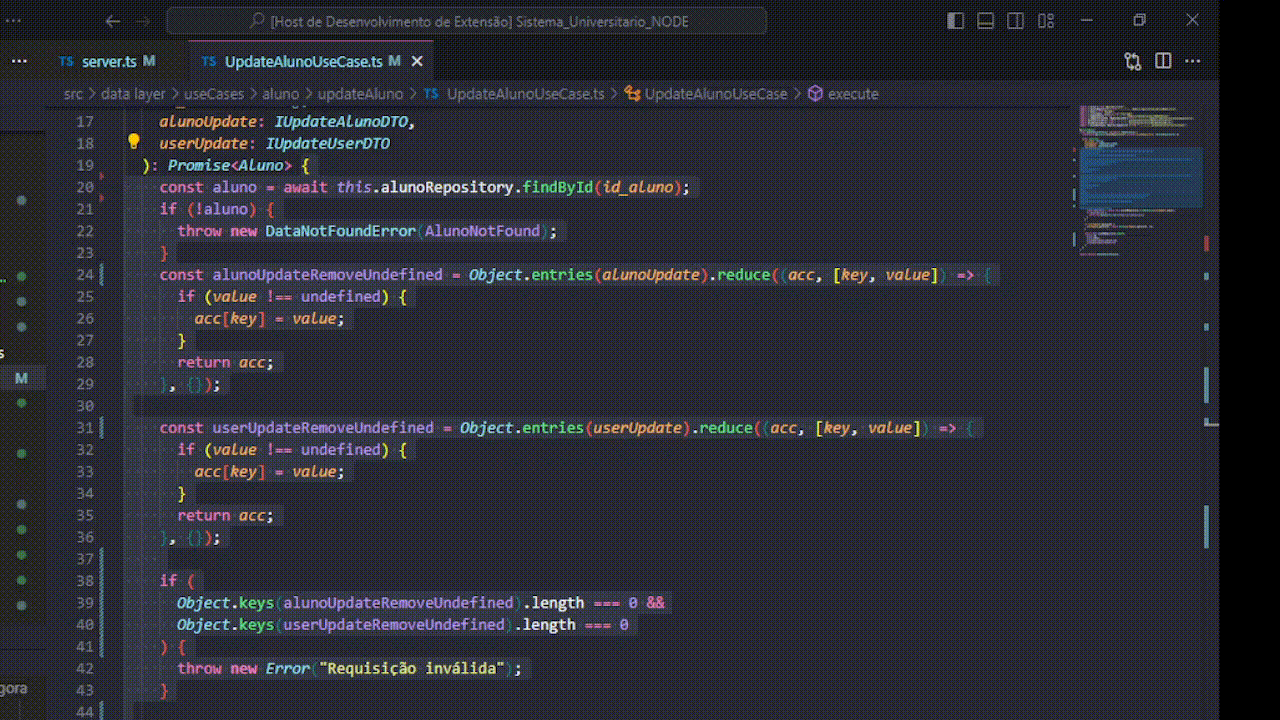 [Host de Desenvolvimento de Extensão] Sistema_Universitario_NODE
TS server.ts M TS UpdateAlunoUseCase.ts M
src > data layer > useCases > aluno > updateAluno > TS UpdateAlunoUseCase.ts > UpdateAlunoUseCase > execute
17 alunoUpdate: IUpdateAlunoDTO,
18 userUpdate: IUpdateUserDTO
19 ): Promise<Aluno> {
20 const aluno = await this.alunoRepository.findById(id_aluno);
21 if (!aluno) {
22 throw new DataNotFoundError(AlunoNotFound);
23 }
24 const alunoUpdateRemoveUndefined = Object.entries(alunoUpdate).reduce((acc, [key, value]) => {
25 if (value !== undefined) {
26 acc[key] = value;
27 }
28 return acc;
29 }, {});
30
31 const userUpdateRemoveUndefined = Object.entries(userUpdate).reduce((acc, [key, value]) => {
32 if (value !== undefined) {
33 acc[key] = value;
34 }
35 return acc;
36 }, {});
37
38 if (
39 Object.keys(alunoUpdateRemoveUndefined).length === 0 &&
40 Object.keys(userUpdateRemoveUndefined).length === 0
41 ) {
42 throw new Error("Requisição inválida");
43 }
44
s
M
gora